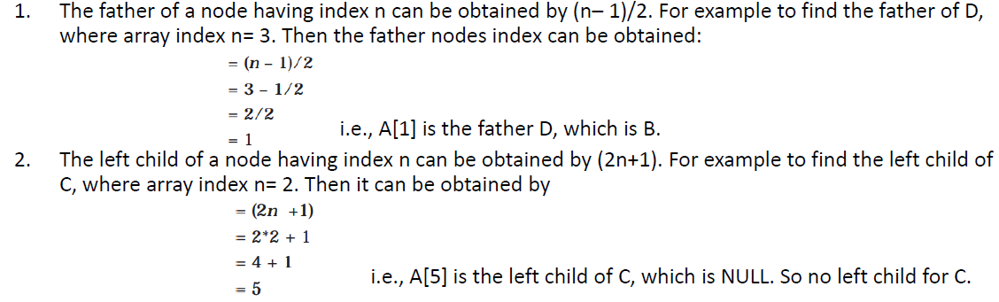 1. The father of a node having index n can be obtained by (n– 1)/2. For example to find the father of D,
where array index n= 3. Then the father nodes index can be obtained:
= (n – 1)/2
= 3 – 1/2
= 2/2
= 1
i.e., A[1] is the father D, which is B.
2. The left child of a node having index n can be obtained by (2n+1). For example to find the left child of
C, where array index n= 2. Then it can be obtained by
= (2n +1)
= 2*2 + 1
= 4 + 1
= 5
i.e., A[5] is the left child of C, which is NULL. So no left child for C.